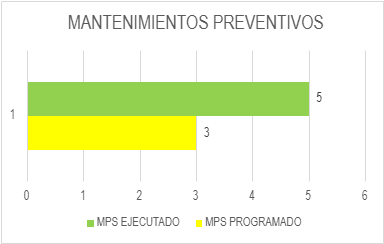 MANTENIMIENTOS PREVENTIVOS
5
1
3
0 1 2 3 4 5 6
MPS EJECUTADO MPS PROGRAMADO